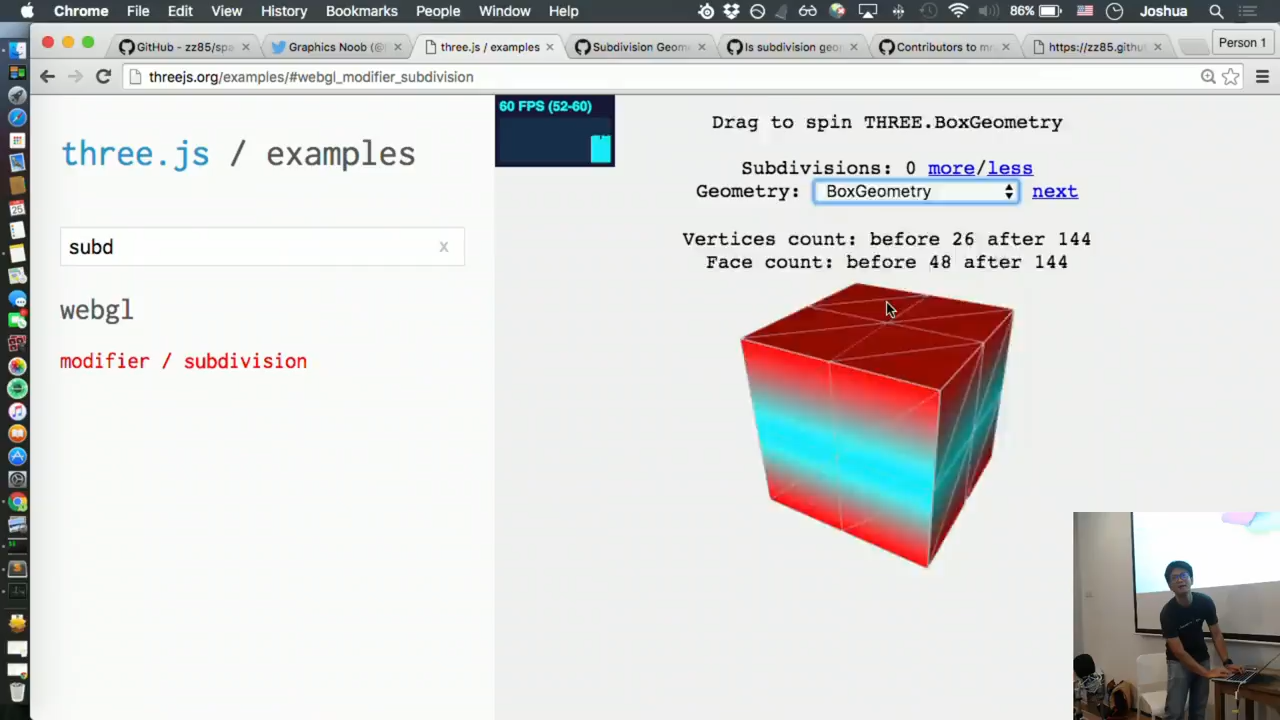 Chrome File Edit View History Bookmarks People Window Help 86% Joshua
GitHub - zz85/spa
Graphics Noob (@
three.js / examples
Subdivision Geom
Is subdivision geo
Contributors to m
https://zz85.githu
Person 1
threejs.org/examples/#webgl_modifier_subdivision
three.js / examples
subd x
webgl
modifier / subdivision
60 FPS (52-60)
Drag to spin THREE.BoxGeometry
Subdivisions: 0 more/less
Geometry: BoxGeometry next
Vertices count: before 26 after 144
Face count: before 48 after 144